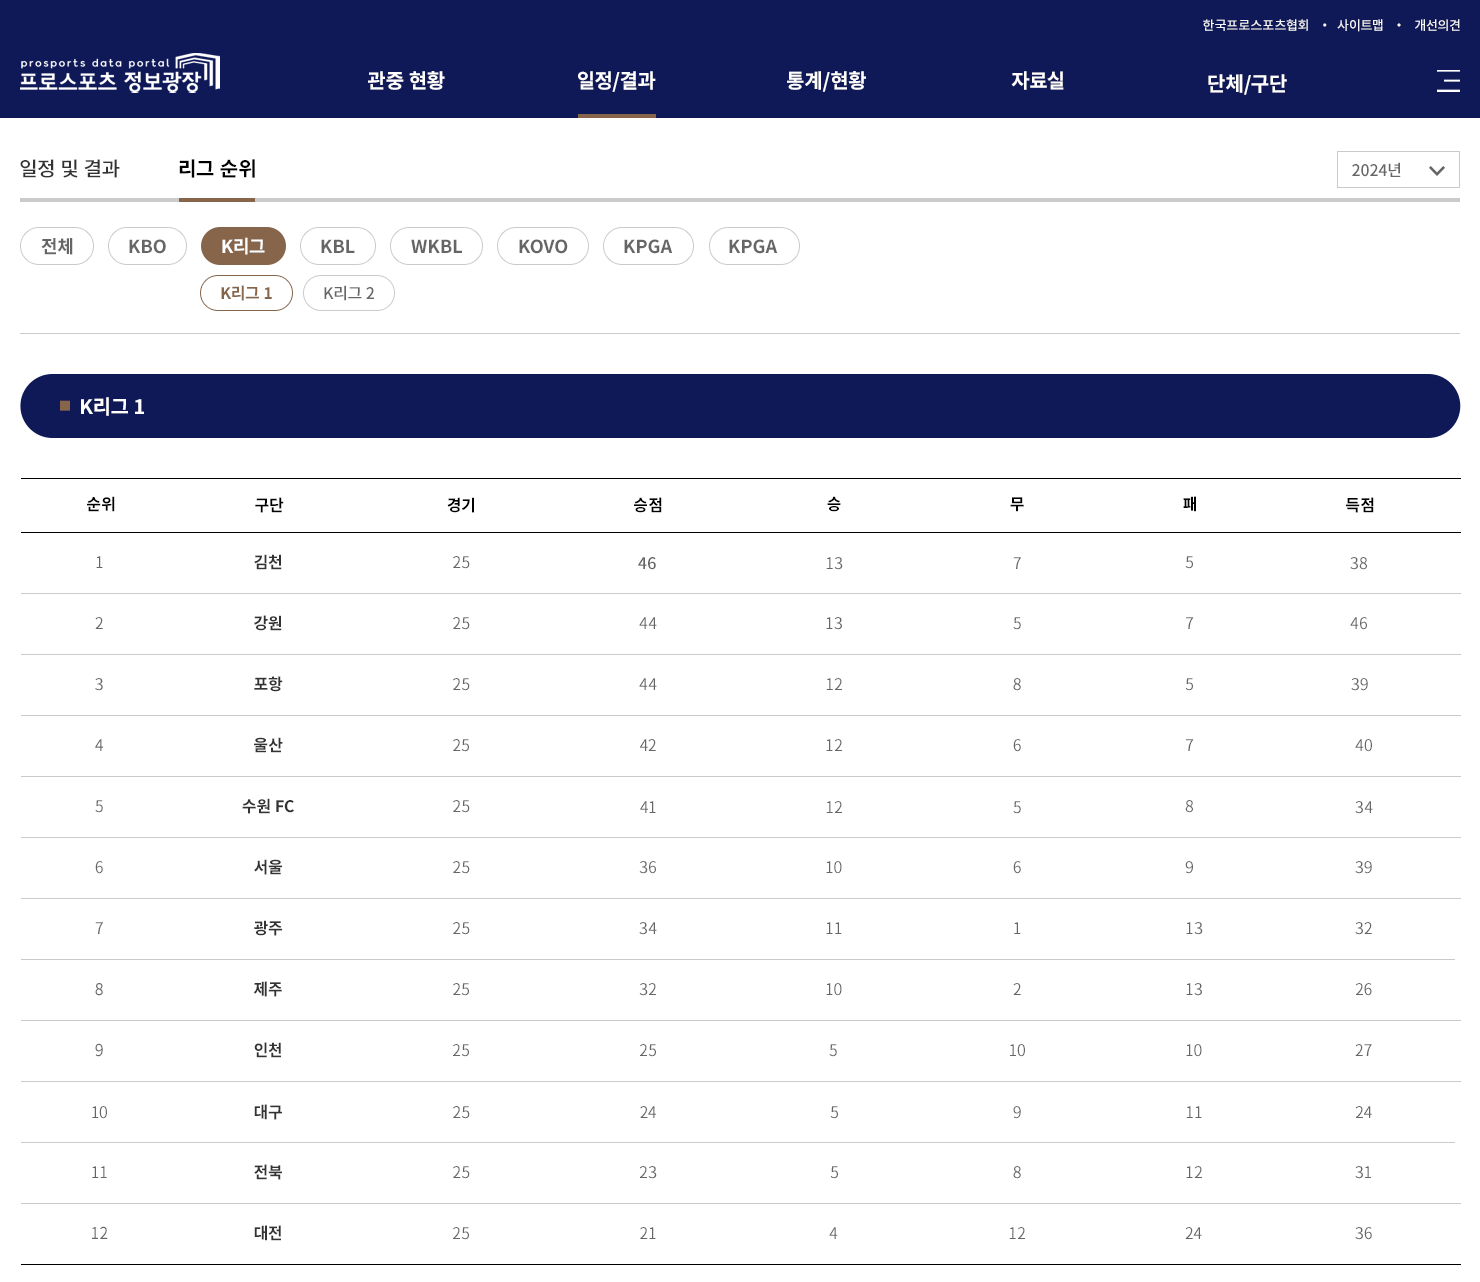 한국프로스포츠협회 • 사이트맵 • 개선의견
prosports data portal
프로스포츠 정보광장
관중 현황 일정/결과 통계/현황 자료실 단체/구단
일정 및 결과 리그 순위 2024년
전체 KBO K리그 KBL WKBL KOVO KPGA KPGA
K리그 1 K리그 2
K리그 1
순위 구단 경기 승점 승 무 패 득점
1 김천 25 46 13 7 5 38
2 강원 25 44 13 5 7 46
3 포항 25 44 12 8 5 39
4 울산 25 42 12 6 7 40
5 수원 FC 25 41 12 5 8 34
6 서울 25 36 10 6 9 39
7 광주 25 34 11 1 13 32
8 제주 25 32 10 2 13 26
9 인천 25 25 5 10 10 27
10 대구 25 24 5 9 11 24
11 전북 25 23 5 8 12 31
12 대전 25 21 4 12 24 36